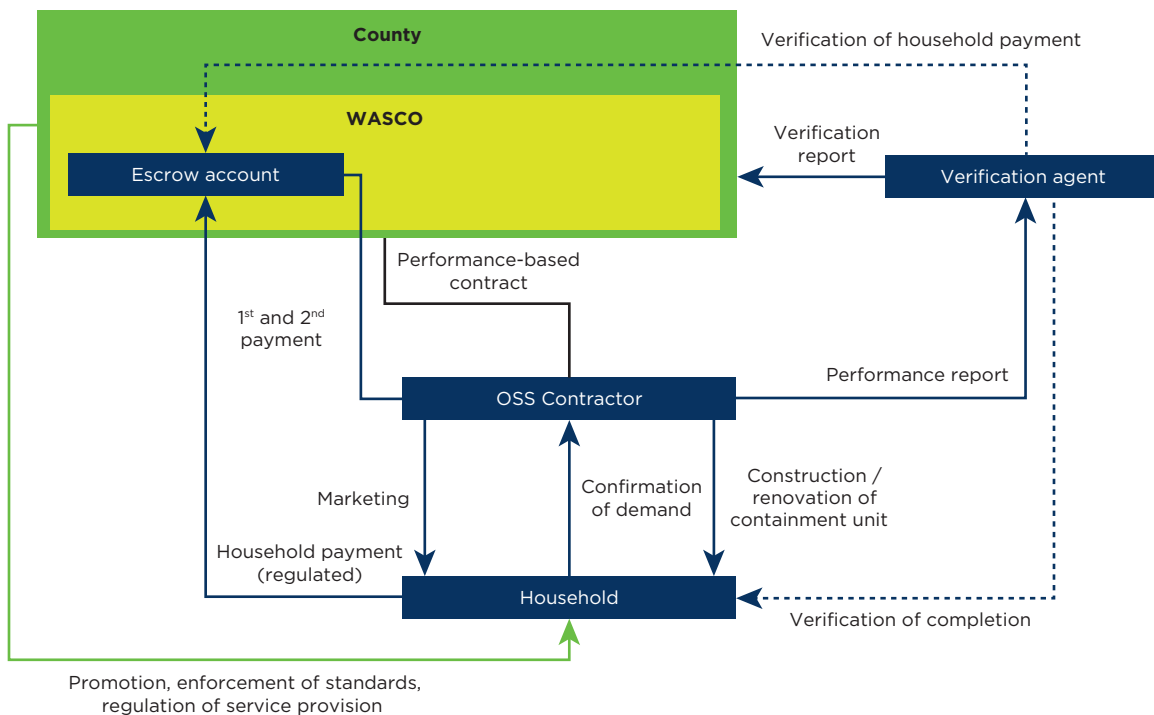 County
Verification of household payment
WASCO
Verification
report
Escrow account
Verification agent
Performance-based
contract
1st and 2nd
payment
Performance report
OSS Contractor
Marketing
Confirmation
of demand
Construction /
renovation of
containment unit
Household payment
(regulated)
Household
Verification of completion
Promotion, enforcement of standards,
regulation of service provision